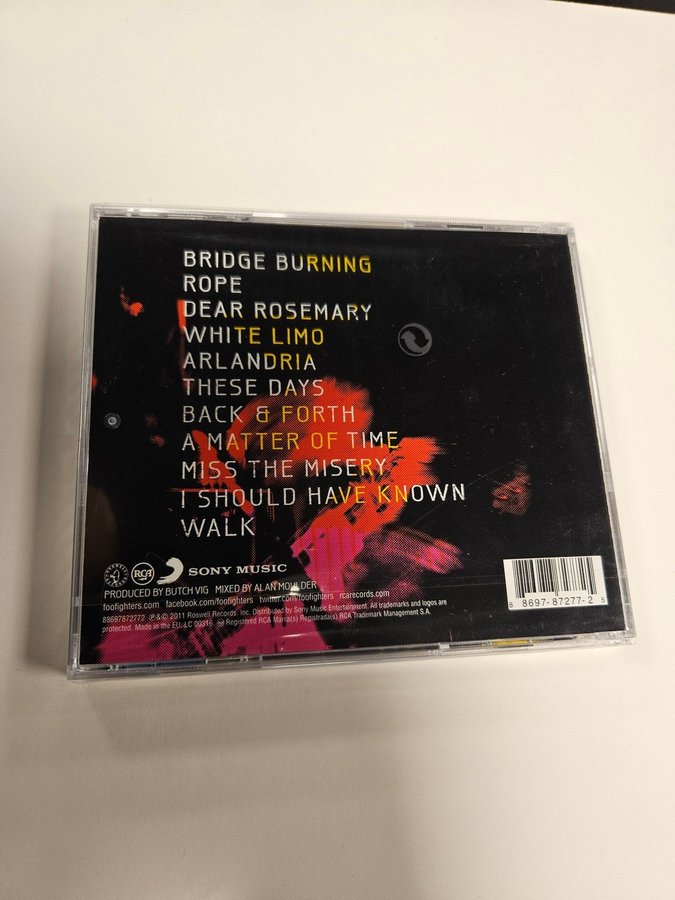 BRIDGE BURNING
ROPE
DEAR ROSEMARY
WHITE LIMO
ARLANDRIA
THESE DAYS
BACK & FORTH
A MATTER OF TIME
MISS THE MISERY
I SHOULD HAVE KNOWN
WALK
RCA SONY MUSIC
PRODUCED BY BUTCH VIG MIXED BY ALAN MOULDER
foofighters.com facebook.com/foofighters twitter.com/foofighters rcarecords.com
88697872772 ℗ & © 2011 Roswell Records, Inc. Distributed by Sony Music Entertainment. All trademarks and logos are
protected. Made in the EU. LC 00316. Registered RCA Marca(s) Registrada(s) RCA Trademark Management S.A.
8 8697-87277-2 6